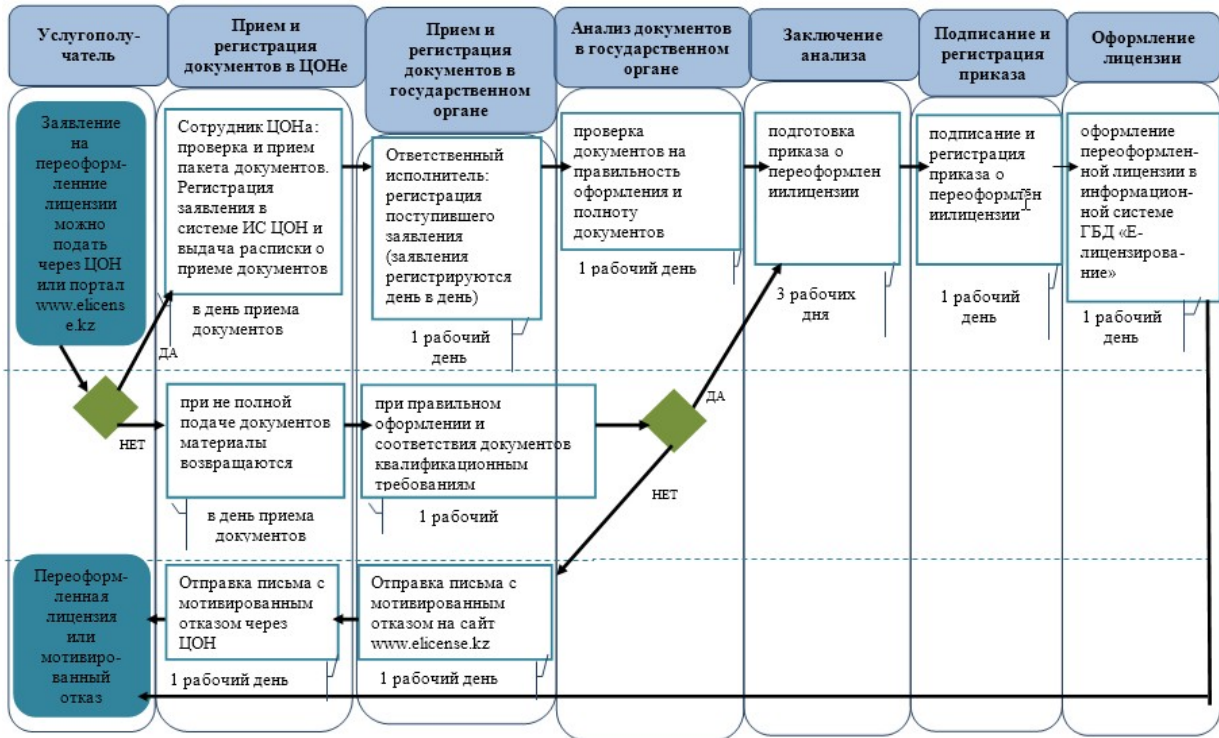 Услугополу-
чатель
Прием и
регистрация
документов в ЦОНе
Прием и
регистрация
документов в
государственном
органе
Анализ документов
в государственном
органе
Заключение
анализа
Подписание и
регистрация
приказа
Оформление
лицензии
Заявление
на
переоформ-
ленние
лицензии
можно
подать
через ЦОН
или портал
www.elicens
e.kz
Сотрудник ЦОНа:
проверка и прием
пакета документов.
Регистрация
заявления в
системе ИС ЦОН и
выдача расписки о
приеме документов
Ответственный
исполнитель:
регистрация
поступившего
заявления
(заявления
регистрируются
день в день)
проверка
документов на
правильность
оформления и
полноту
документов
подготовка
приказа о
переоформлен
иилицензии
подписание и
регистрация
приказа о
переоформлен
иилицензии
оформление
переоформлен-
ной лицензии в
информацион-
ной системе
ГБД «Е-
лицензирова-
ние»
в день приема
документов
1 рабочий
день
1 рабочий день
3 рабочих
дня
1 рабочий
день
1 рабочий
день
ДА
НЕТ
при не полной
подаче документов
материалы
возвращаются
при правильном
оформлении и
соответствия документов
квалификационным
требованиям
ДА
НЕТ
в день приема
документов
1 рабочий
Переоформ-
ленная
лицензия
или
мотивиро-
ванный
отказ
Отправка письма с
мотивированным
отказом через
ЦОН
Отправка письма с
мотивированным
отказом на сайт
www.elicense.kz
1 рабочий день
1 рабочий день